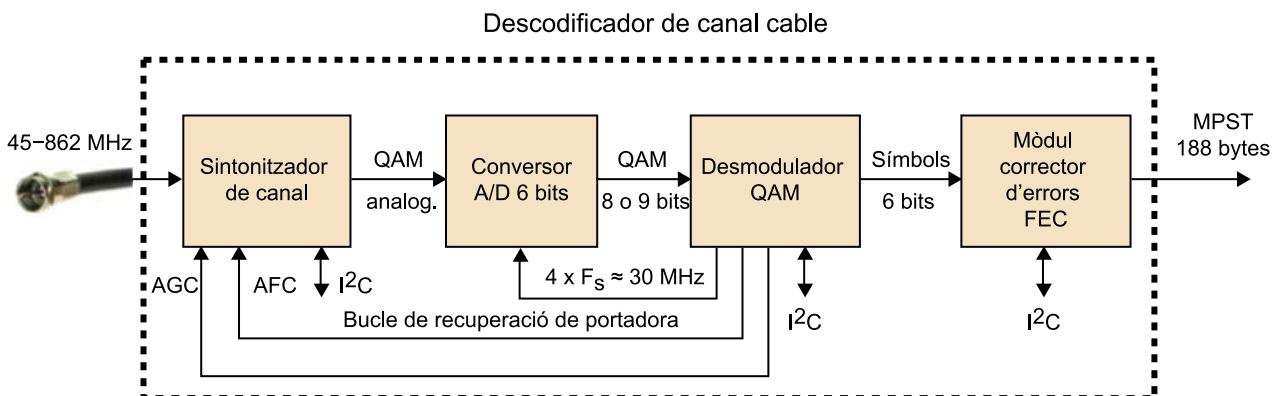 Descodificador de canal cable
45–862 MHz
Sintonitzador
de canal
QAM
analog.
Conversor
A/D 6 bits
QAM
8 o 9 bits
Desmodulador
QAM
Símbols
6 bits
Mòdul
corrector
d'errors
FEC
MPST
188 bytes
AGC
AFC
I²C
4 x Fs ≈ 30 MHz
I²C
I²C
Bucle de recuperació de portadora